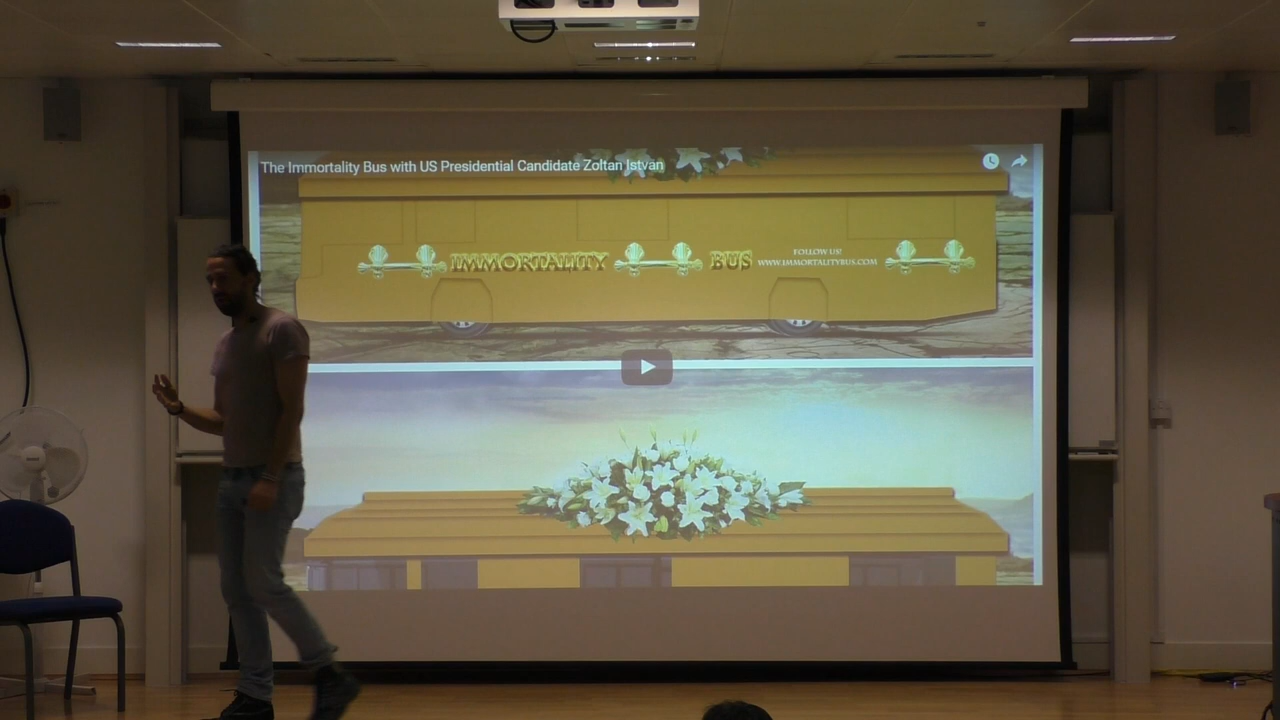 The Immortality Bus with US Presidential Candidate Zoltan Istvan
IMMORTALITY BUS
FOLLOW US!
WWW.IMMORTALITYBUS.COM